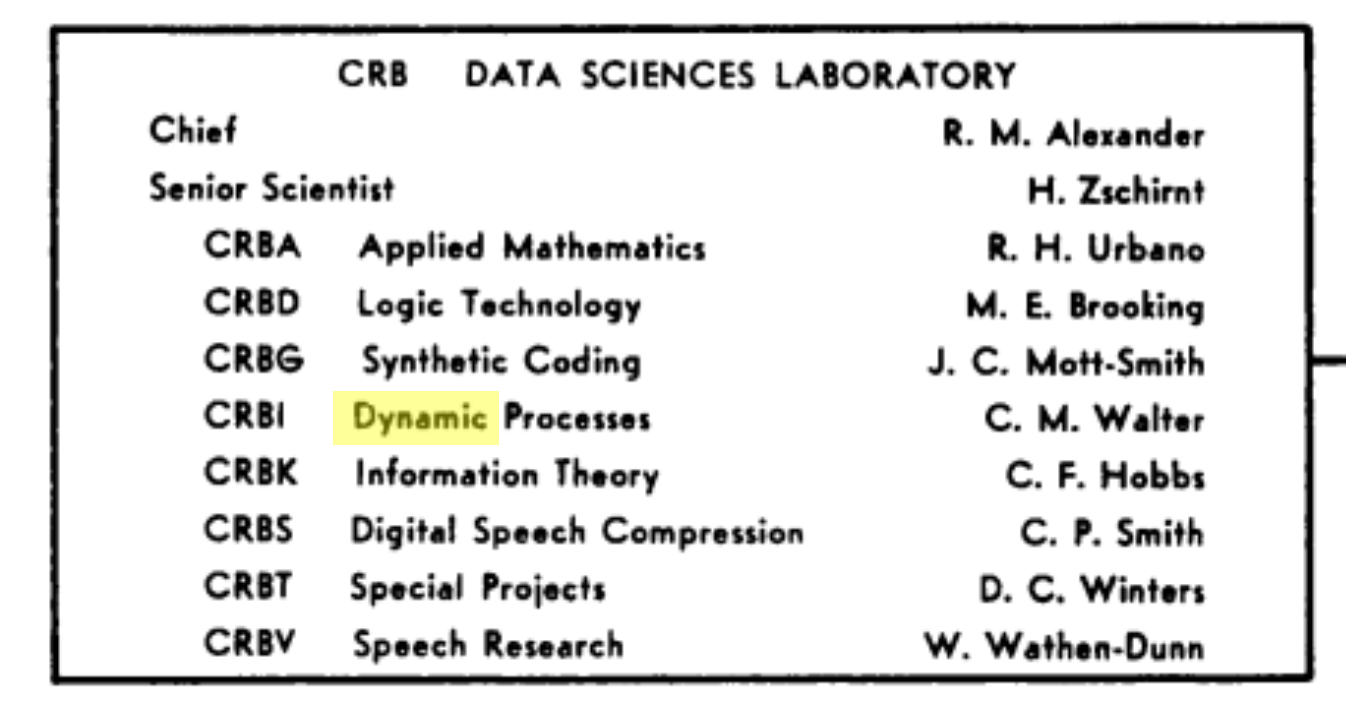 CRB DATA SCIENCES LABORATORY
Chief R. M. Alexander
Senior Scientist H. Zschirnt
CRBA Applied Mathematics R. H. Urbano
CRBD Logic Technology M. E. Brooking
CRBG Synthetic Coding J. C. Mott-Smith
CRBI Dynamic Processes C. M. Walter
CRBK Information Theory C. F. Hobbs
CRBS Digital Speech Compression C. P. Smith
CRBT Special Projects D. C. Winters
CRBV Speech Research W. Wathen-Dunn